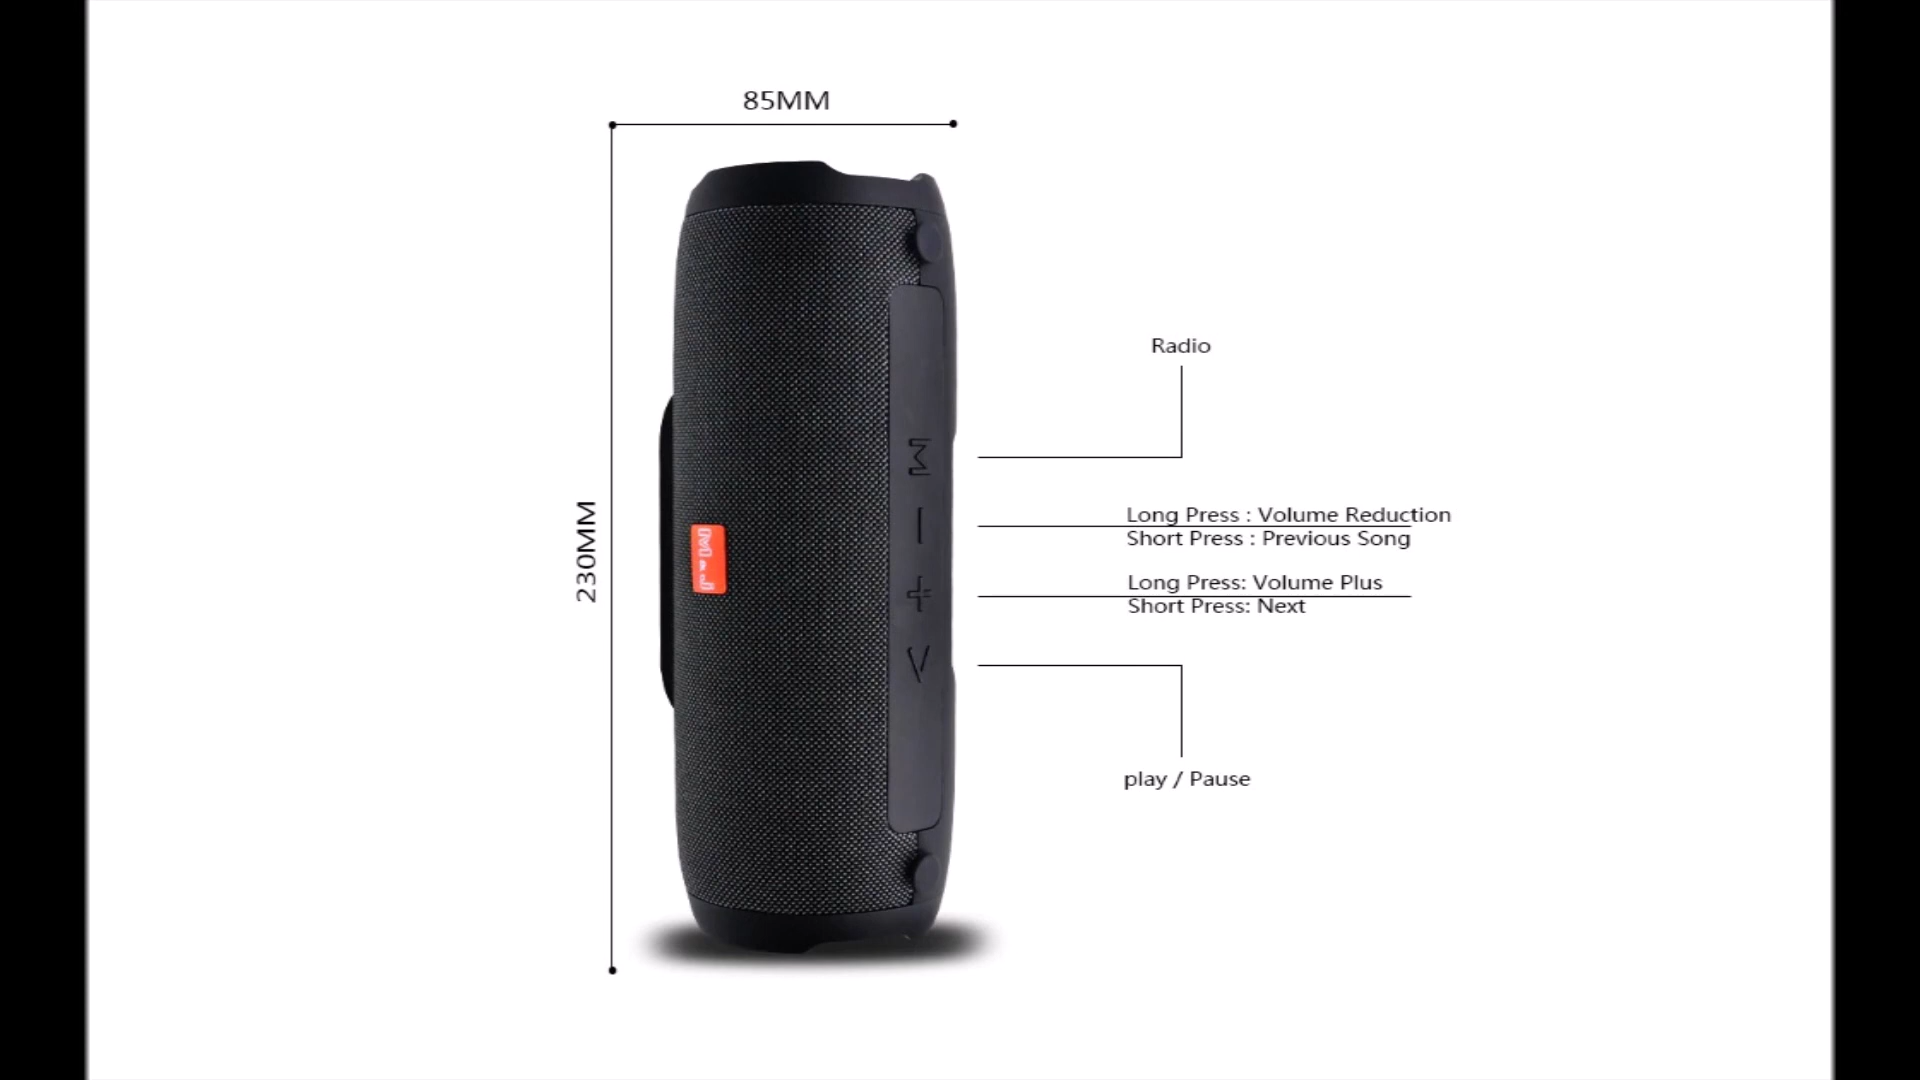 85MM
230MM
Radio
Long Press : Volume Reduction
Short Press : Previous Song
Long Press: Volume Plus
Short Press: Next
play / Pause
M